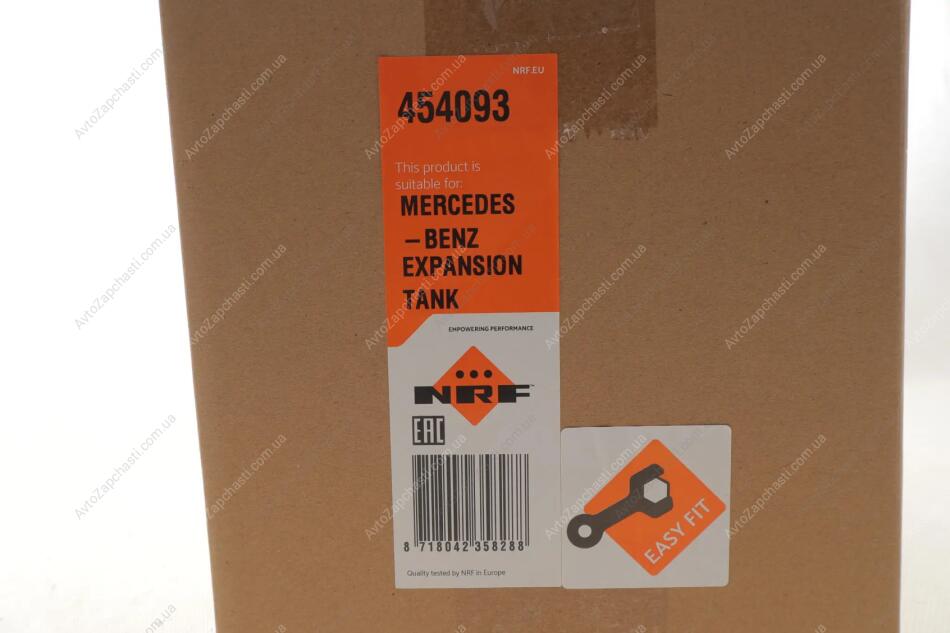 NRF.EU
454093
This product is
suitable for:
MERCEDES
-BENZ
EXPANSION
TANK
EMPOWERING PERFORMANCE
NRF™
EAC
8 718042 358288
Quality tested by NRF in Europe
EASY FIT
AvtoZapchasti.com.ua